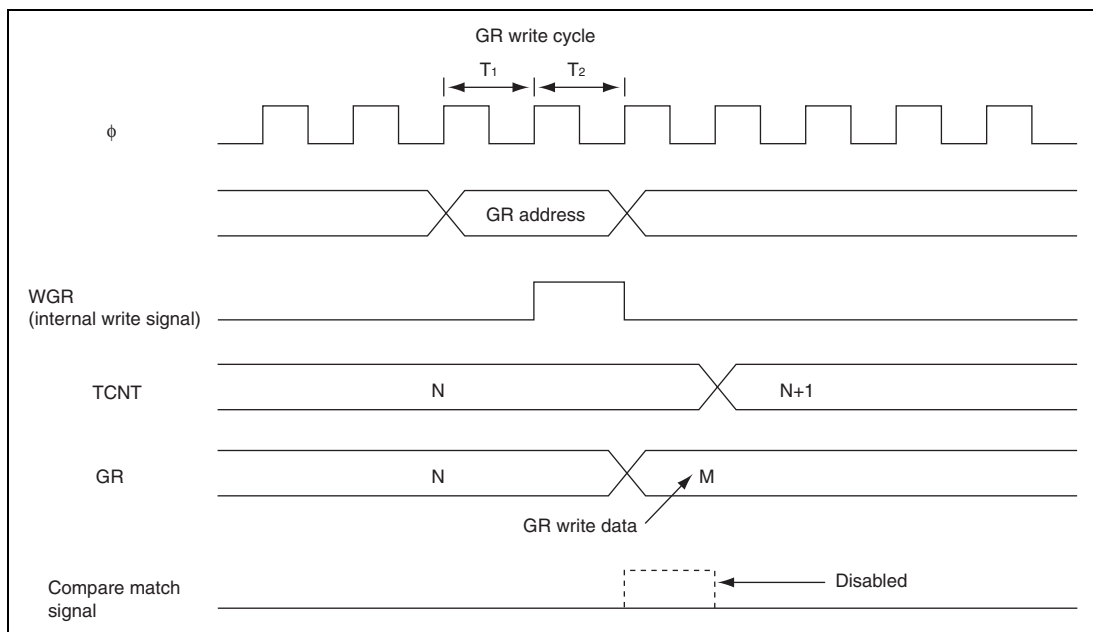 GR write cycle
T1 T2
ϕ
GR address
WGR
(internal write signal)
TCNT N N+1
GR N M
GR write data
Compare match
signal
Disabled